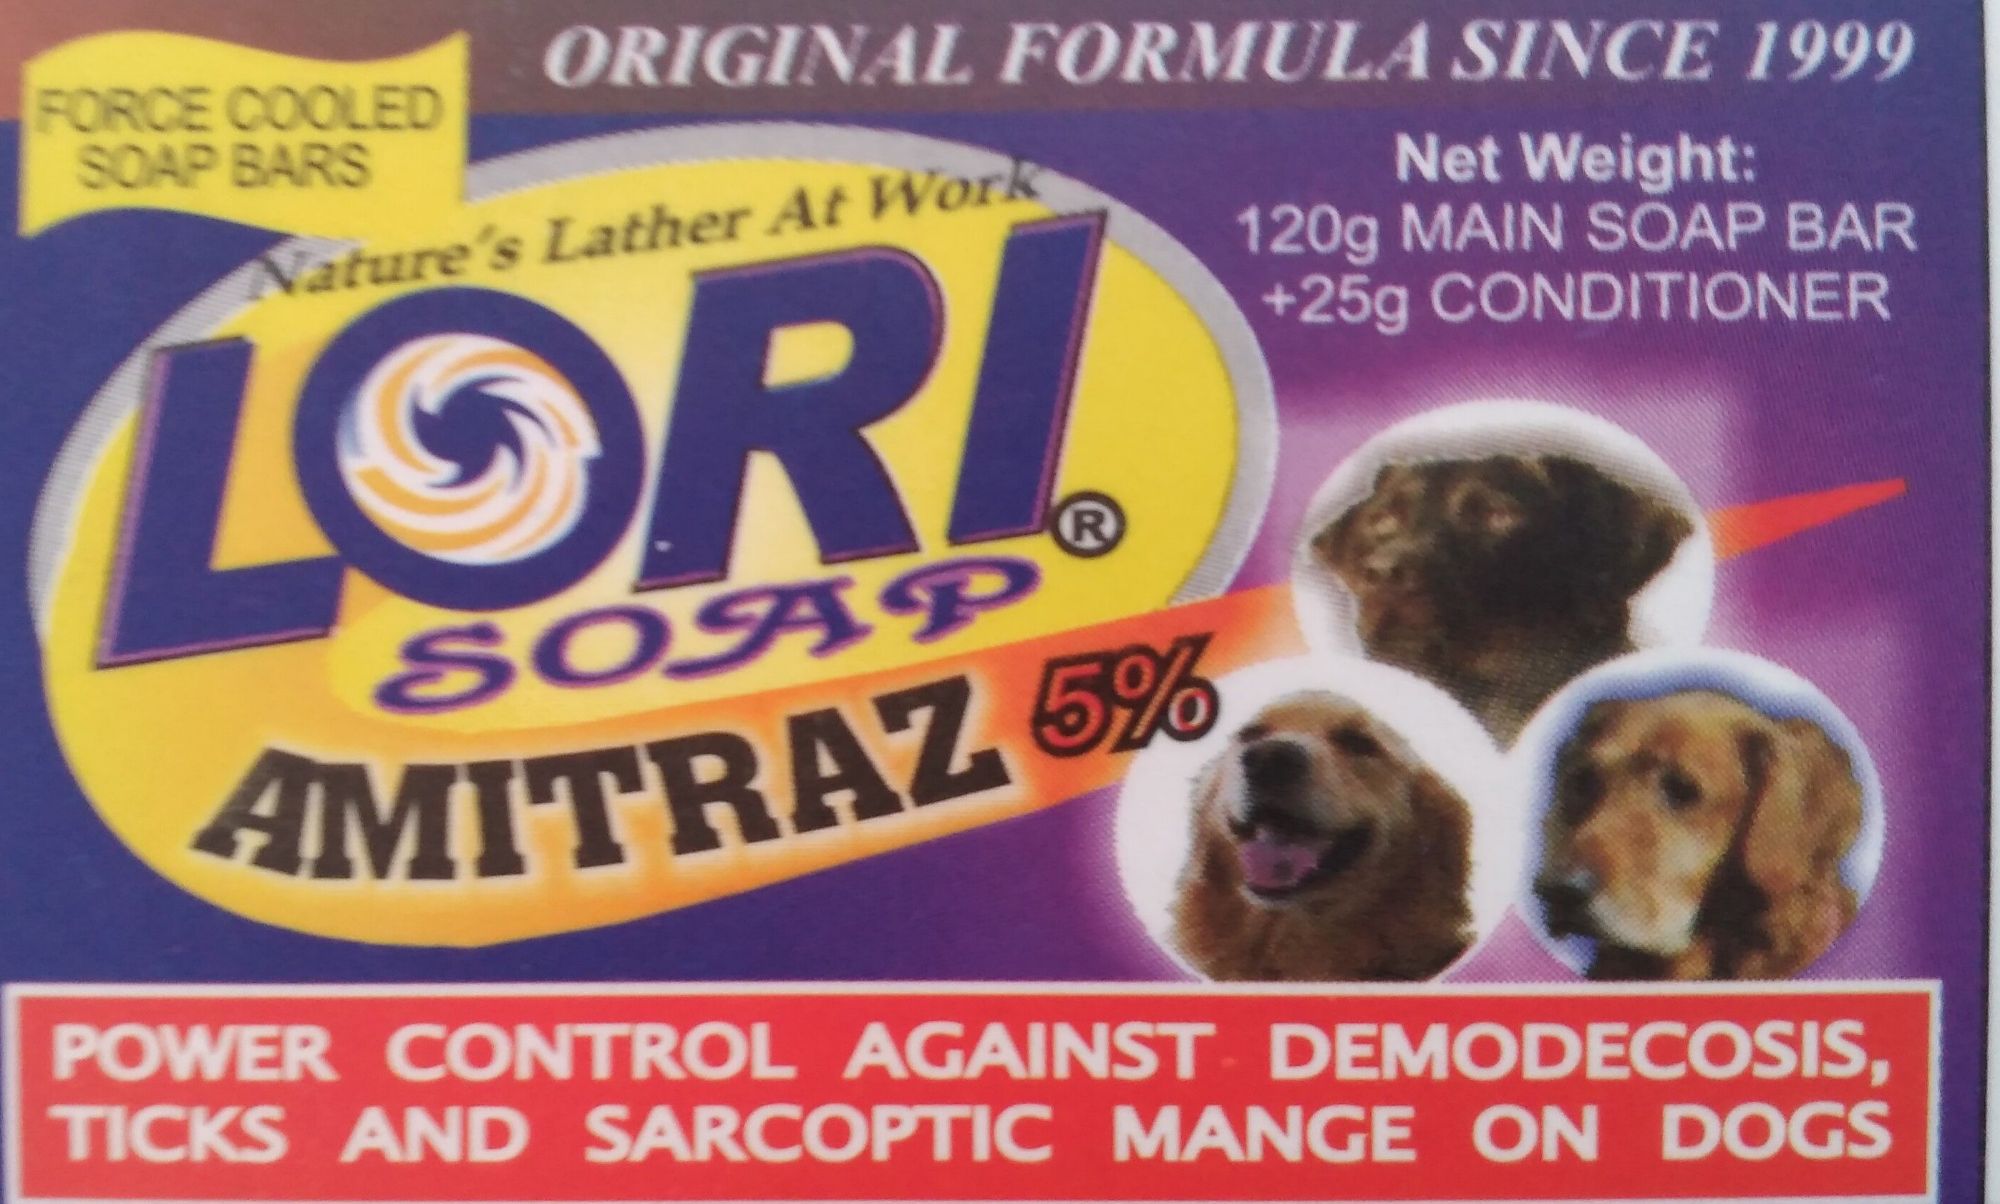 ORIGINAL FORMULA SINCE 1999
FORCE COOLED
SOAP BARS
Net Weight:
120g MAIN SOAP BAR
+25g CONDITIONER
Nature's Lather At Work
LORI®
SOAP
AMITRAZ 5%
POWER CONTROL AGAINST DEMODECOSIS,
TICKS AND SARCOPTIC MANGE ON DOGS